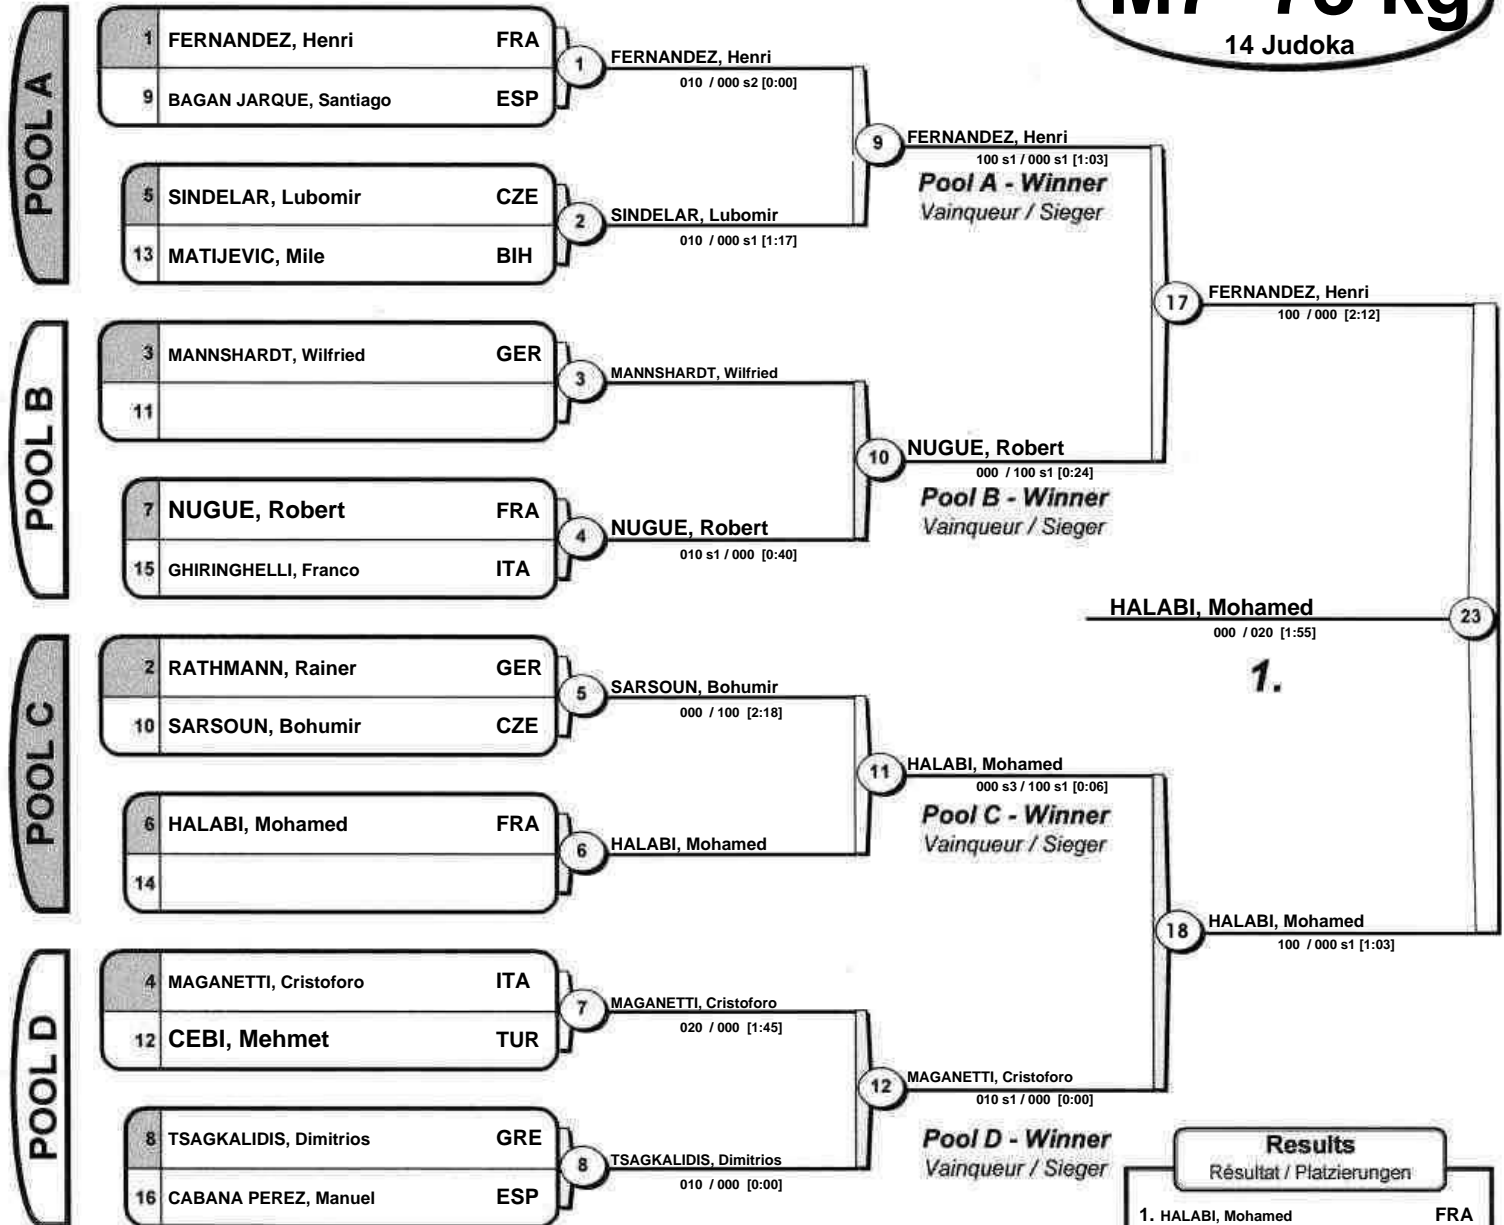 M7 -73 kg
14 Judoka
POOL A
1 FERNANDEZ, Henri FRA
9 BAGAN JARQUE, Santiago ESP
5 SINDELAR, Lubomir CZE
13 MATIJEVIC, Mile BIH
1 FERNANDEZ, Henri
010 / 000 s2 [0:00]
2 SINDELAR, Lubomir
010 / 000 s1 [1:17]
9 FERNANDEZ, Henri
100 s1 / 000 s1 [1:03]
Pool A - Winner
Vainqueur / Sieger
POOL B
3 MANNSHARDT, Wilfried GER
11
7 NUGUE, Robert FRA
15 GHIRINGHELLI, Franco ITA
3 MANNSHARDT, Wilfried
4 NUGUE, Robert
010 s1 / 000 [0:40]
10 NUGUE, Robert
000 / 100 s1 [0:24]
Pool B - Winner
Vainqueur / Sieger
17 FERNANDEZ, Henri
100 / 000 [2:12]
HALABI, Mohamed 23
000 / 020 [1:55]
1.
POOL C
2 RATHMANN, Rainer GER
10 SARSOUN, Bohumir CZE
6 HALABI, Mohamed FRA
14
5 SARSOUN, Bohumir
000 / 100 [2:18]
6 HALABI, Mohamed
11 HALABI, Mohamed
000 s3 / 100 s1 [0:06]
Pool C - Winner
Vainqueur / Sieger
18 HALABI, Mohamed
100 / 000 s1 [1:03]
POOL D
4 MAGANETTI, Cristoforo ITA
12 CEBI, Mehmet TUR
8 TSAGKALIDIS, Dimitrios GRE
16 CABANA PEREZ, Manuel ESP
7 MAGANETTI, Cristoforo
020 / 000 [1:45]
8 TSAGKALIDIS, Dimitrios
010 / 000 [0:00]
12 MAGANETTI, Cristoforo
010 s1 / 000 [0:00]
Pool D - Winner
Vainqueur / Sieger
Results
Résultat / Platzierungen
1. HALABI, Mohamed FRA